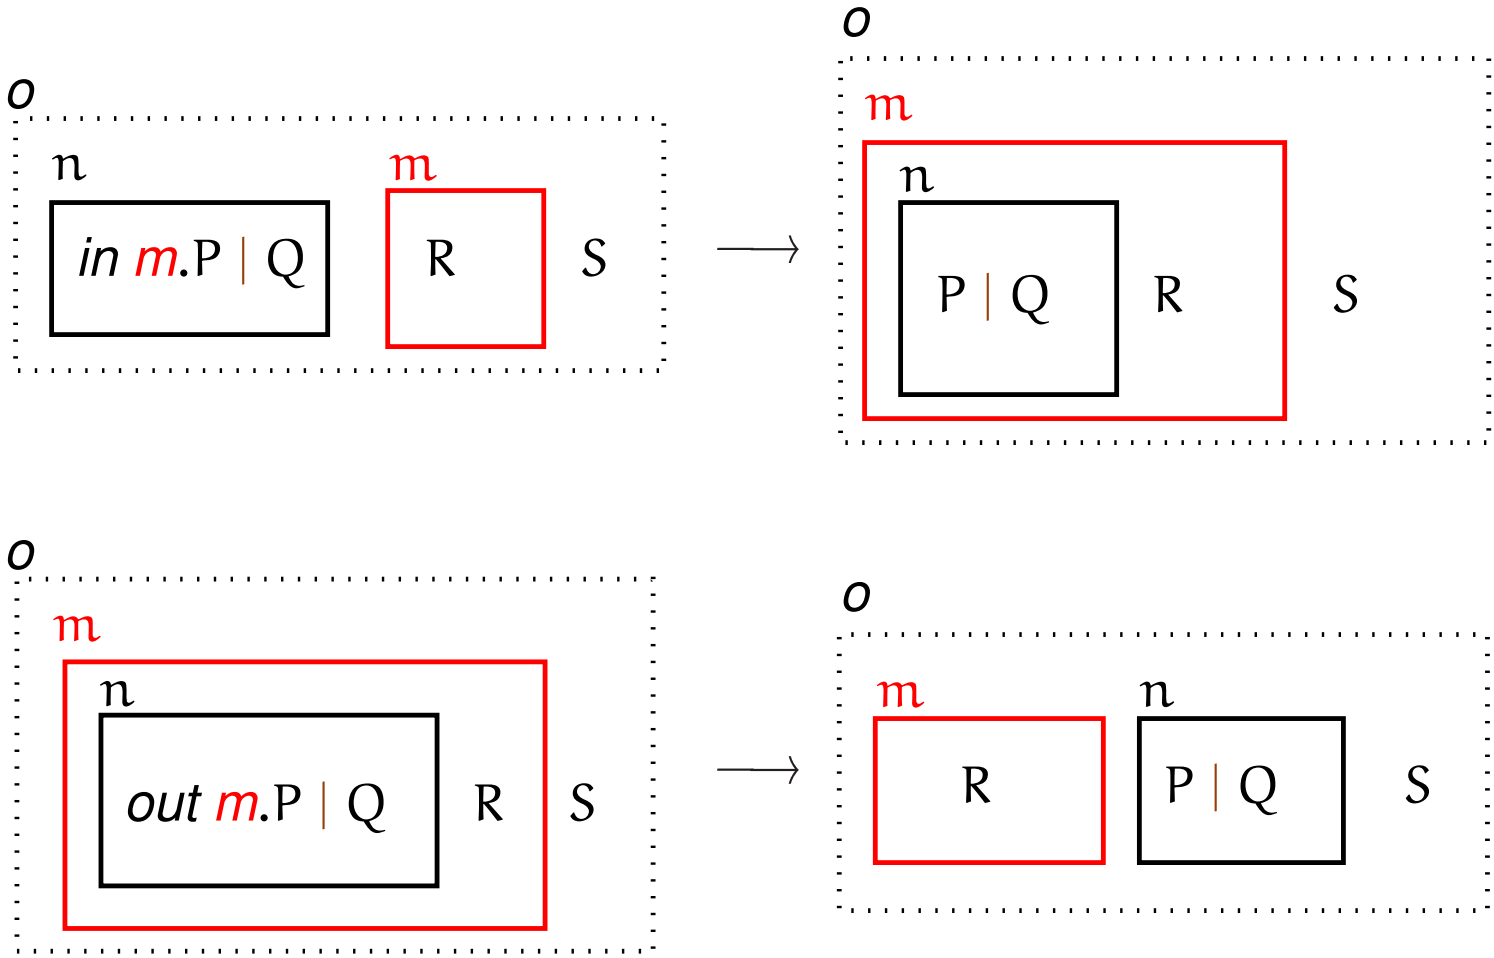 o
n m
in m.P | Q R S
⟶
o
m
n
P | Q R S
o
m
n
out m.P | Q R S
⟶
o
m n
R P | Q S